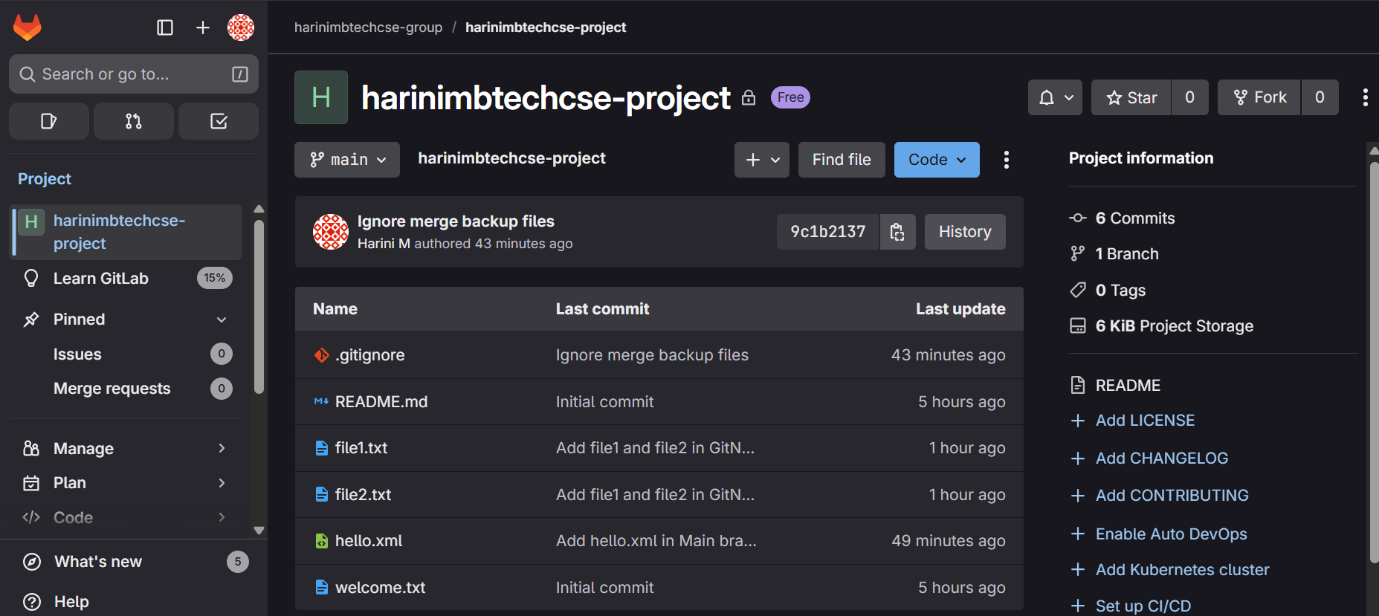 harinimbtechcse-group / harinimbtechcse-project
Search or go to... /
Project
H harinimbtechcse-
project
Learn GitLab 15%
Pinned
Issues 0
Merge requests 0
Manage
Plan
Code
What's new 5
Help
H harinimbtechcse-project Free
Star 0 Fork 0
main harinimbtechcse-project Find file Code
Ignore merge backup files
Harini M authored 43 minutes ago
9c1b2137 History
Name Last commit Last update
.gitignore Ignore merge backup files 43 minutes ago
README.md Initial commit 5 hours ago
file1.txt Add file1 and file2 in GitN... 1 hour ago
file2.txt Add file1 and file2 in GitN... 1 hour ago
hello.xml Add hello.xml in Main bra... 49 minutes ago
welcome.txt Initial commit 5 hours ago
Project information
6 Commits
1 Branch
0 Tags
6 KiB Project Storage
README
+ Add LICENSE
+ Add CHANGELOG
+ Add CONTRIBUTING
+ Enable Auto DevOps
+ Add Kubernetes cluster
+ Set up CI/CD